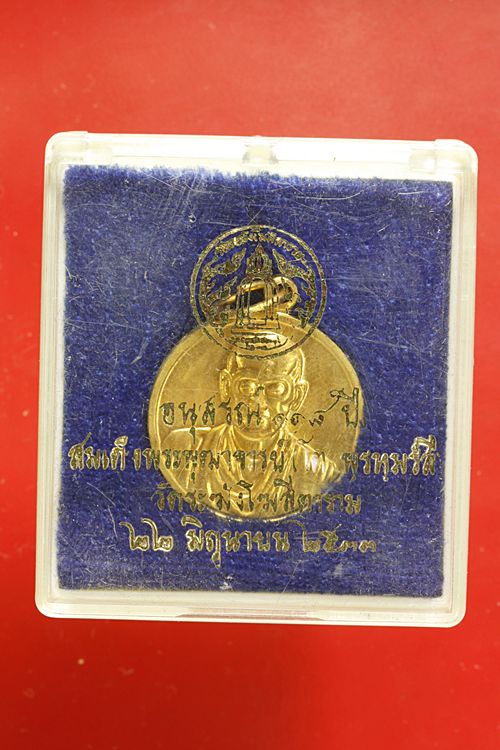 อนุสรณ์ ๑๑๘ ปี
สมเด็จพระพุฒาจารย์ (โต พฺรหฺมรํสี
วัดระฆังโฆสิตาราม
๒๒ มิถุนายน ๒๕๓๓